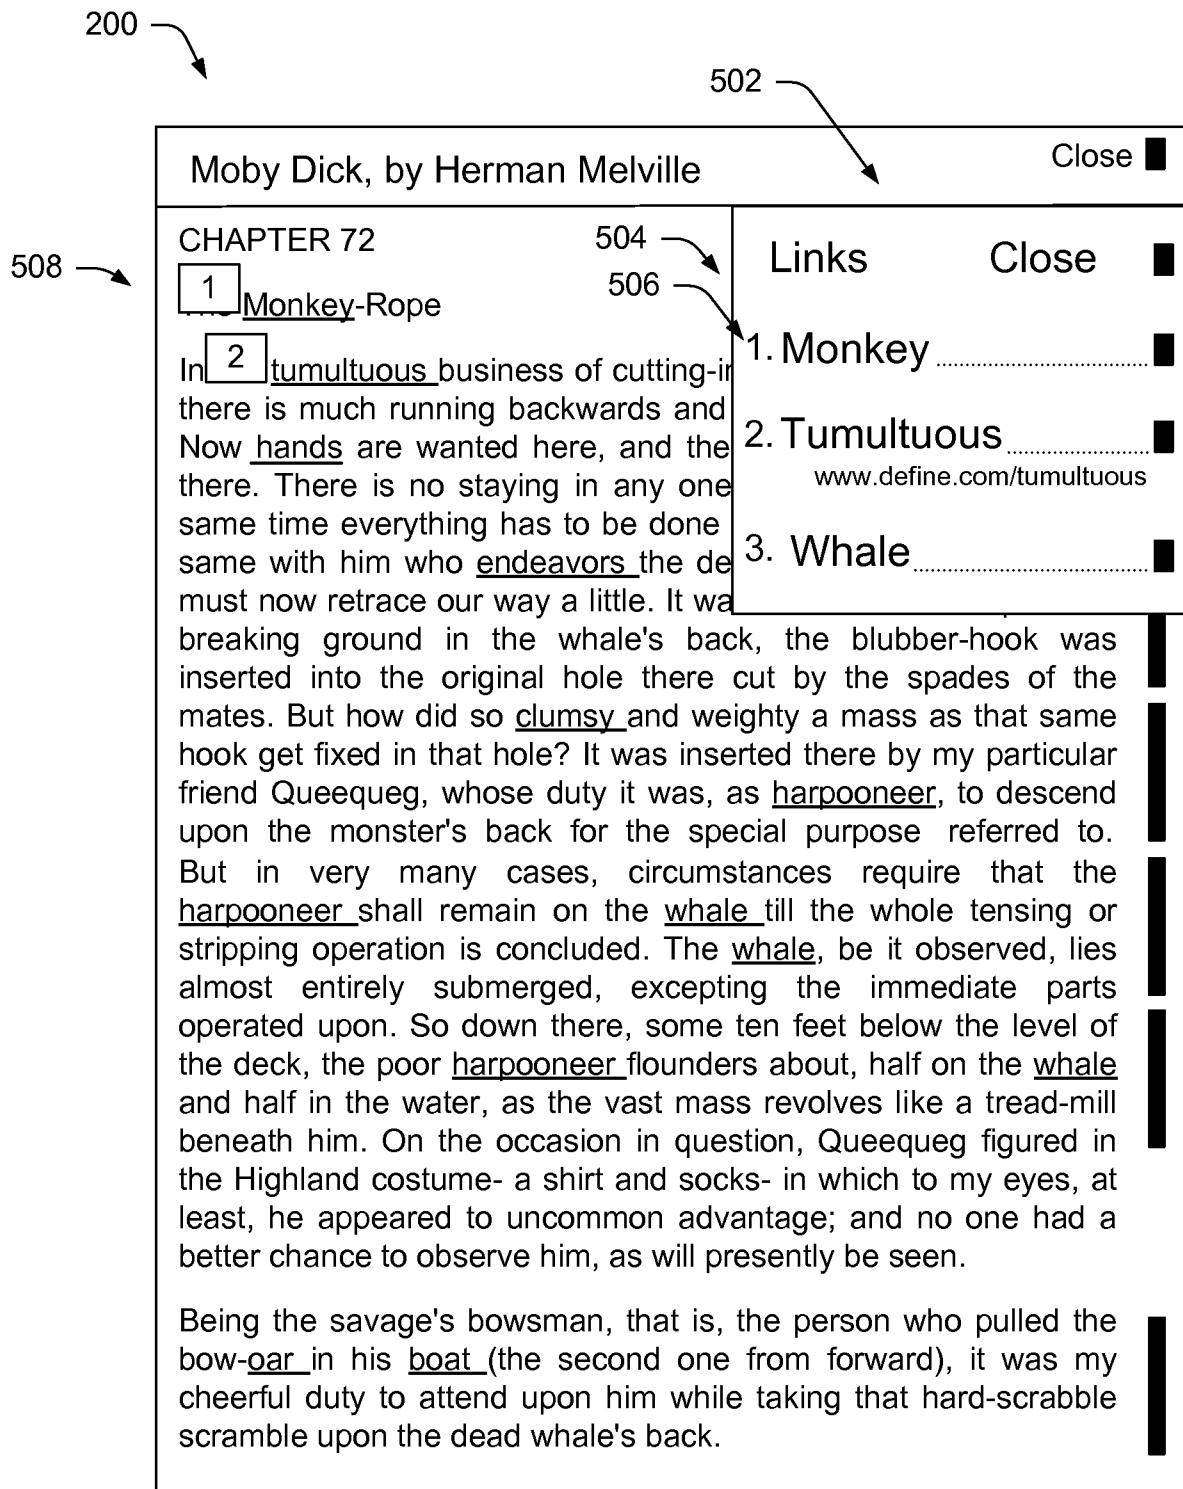 200
502
Moby Dick, by Herman Melville
Close
508
504
506
CHAPTER 72
1
Monkey-Rope
In 2 tumultuous business of cutting-in
there is much running backwards and
Now hands are wanted here, and the
there. There is no staying in any one
same time everything has to be done
same with him who endeavors the de
must now retrace our way a little. It wa
breaking ground in the whale's back, the blubber-hook was
inserted into the original hole there cut by the spades of the
mates. But how did so clumsy and weighty a mass as that same
hook get fixed in that hole? It was inserted there by my particular
friend Queequeg, whose duty it was, as harpooneer, to descend
upon the monster's back for the special purpose referred to.
But in very many cases, circumstances require that the
harpooneer shall remain on the whale till the whole tensing or
stripping operation is concluded. The whale, be it observed, lies
almost entirely submerged, excepting the immediate parts
operated upon. So down there, some ten feet below the level of
the deck, the poor harpooneer flounders about, half on the whale
and half in the water, as the vast mass revolves like a tread-mill
beneath him. On the occasion in question, Queequeg figured in
the Highland costume- a shirt and socks- in which to my eyes, at
least, he appeared to uncommon advantage; and no one had a
better chance to observe him, as will presently be seen.
Being the savage's bowsman, that is, the person who pulled the
bow-oar in his boat (the second one from forward), it was my
cheerful duty to attend upon him while taking that hard-scrabble
scramble upon the dead whale's back.
Links Close
1. Monkey
2. Tumultuous
www.define.com/tumultuous
3. Whale